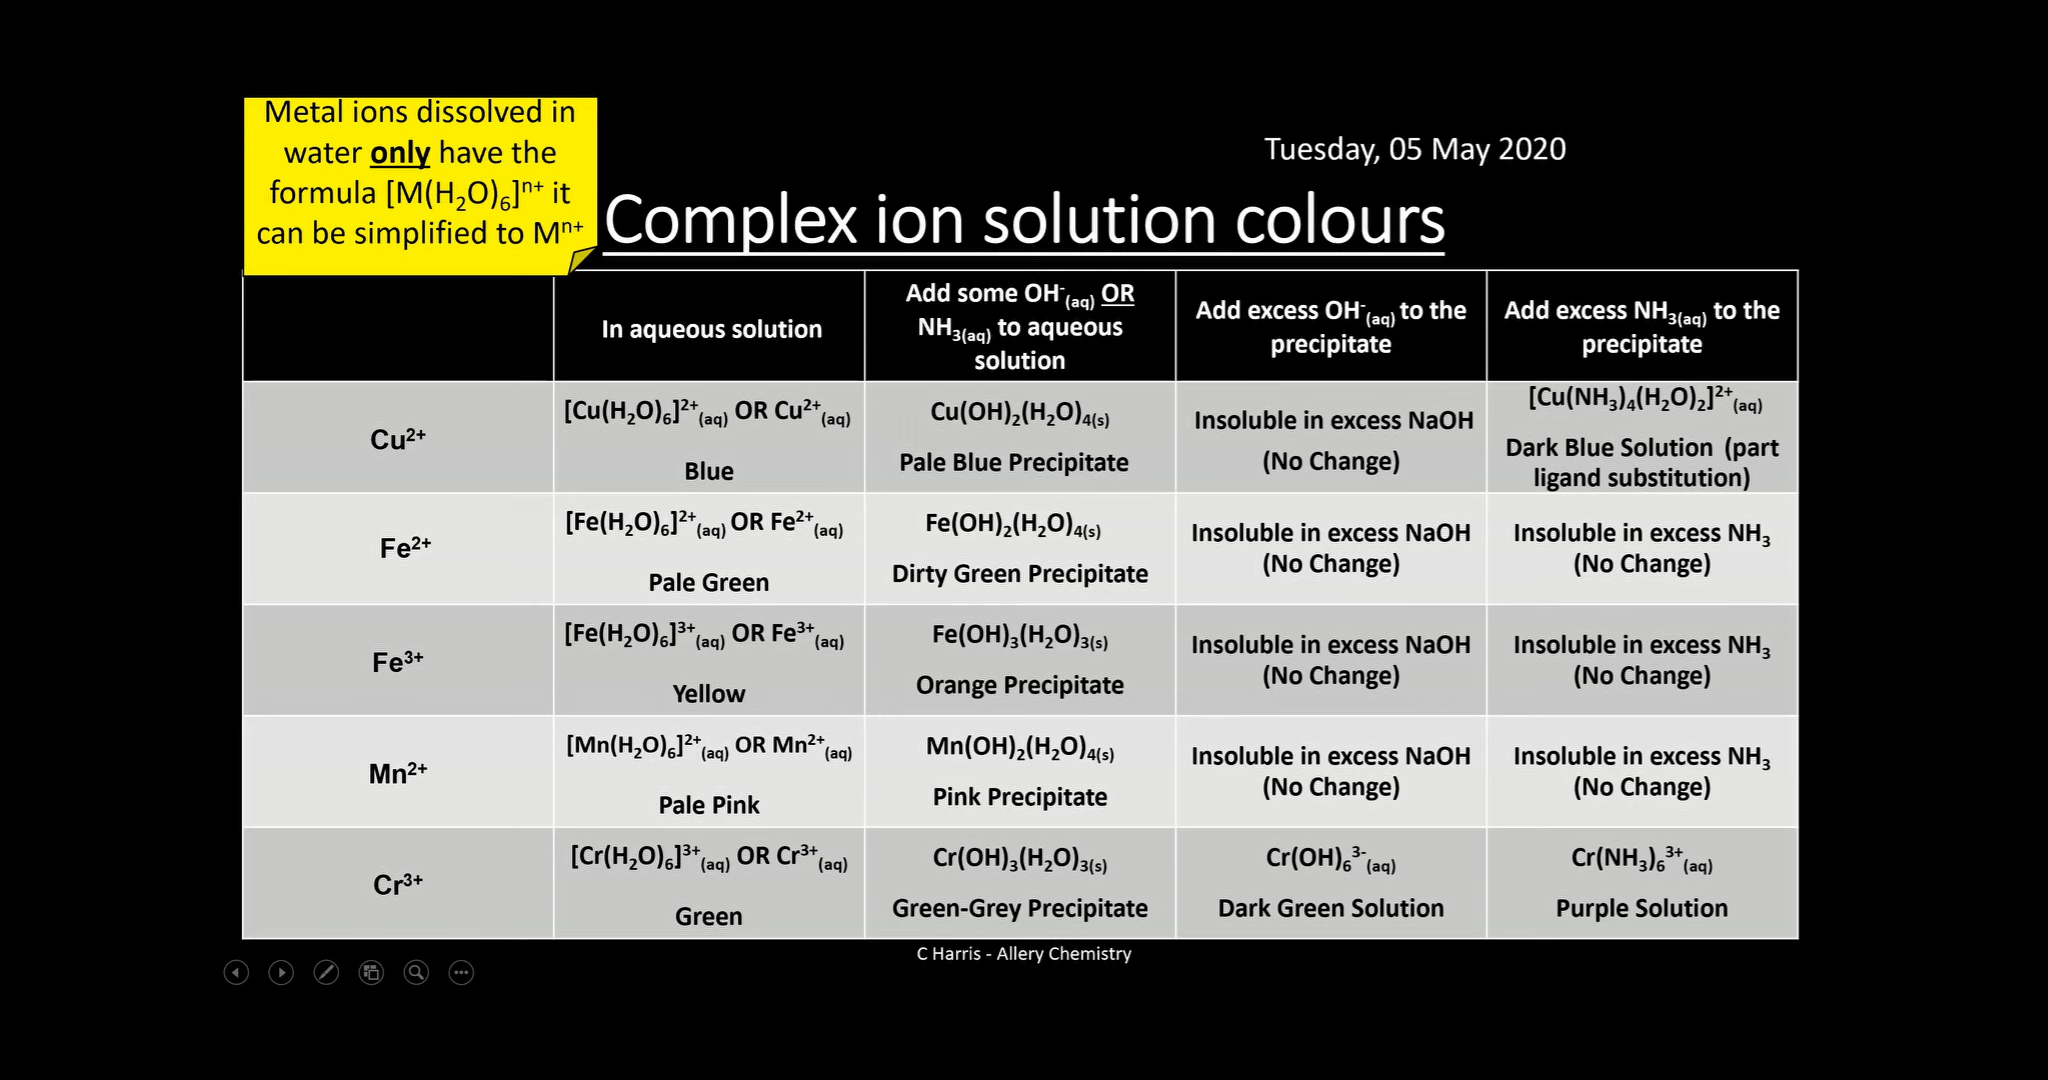 Metal ions dissolved in
water only have the
formula [M(H₂O)₆]ⁿ⁺ it
can be simplified to Mⁿ⁺
Tuesday, 05 May 2020
Complex ion solution colours
In aqueous solution
Add some OH⁻(aq) OR
NH₃(aq) to aqueous
solution
Add excess OH⁻(aq) to the
precipitate
Add excess NH₃(aq) to the
precipitate
Cu²⁺
[Cu(H₂O)₆]²⁺(aq) OR Cu²⁺(aq)
Blue
Cu(OH)₂(H₂O)₄(s)
Pale Blue Precipitate
Insoluble in excess NaOH
(No Change)
[Cu(NH₃)₄(H₂O)₂]²⁺(aq)
Dark Blue Solution (part
ligand substitution)
Fe²⁺
[Fe(H₂O)₆]²⁺(aq) OR Fe²⁺(aq)
Pale Green
Fe(OH)₂(H₂O)₄(s)
Dirty Green Precipitate
Insoluble in excess NaOH
(No Change)
Insoluble in excess NH₃
(No Change)
Fe³⁺
[Fe(H₂O)₆]³⁺(aq) OR Fe³⁺(aq)
Yellow
Fe(OH)₃(H₂O)₃(s)
Orange Precipitate
Insoluble in excess NaOH
(No Change)
Insoluble in excess NH₃
(No Change)
Mn²⁺
[Mn(H₂O)₆]²⁺(aq) OR Mn²⁺(aq)
Pale Pink
Mn(OH)₂(H₂O)₄(s)
Pink Precipitate
Insoluble in excess NaOH
(No Change)
Insoluble in excess NH₃
(No Change)
Cr³⁺
[Cr(H₂O)₆]³⁺(aq) OR Cr³⁺(aq)
Green
Cr(OH)₃(H₂O)₃(s)
Green-Grey Precipitate
Cr(OH)₆³⁻(aq)
Dark Green Solution
Cr(NH₃)₆³⁺(aq)
Purple Solution
C Harris - Allery Chemistry